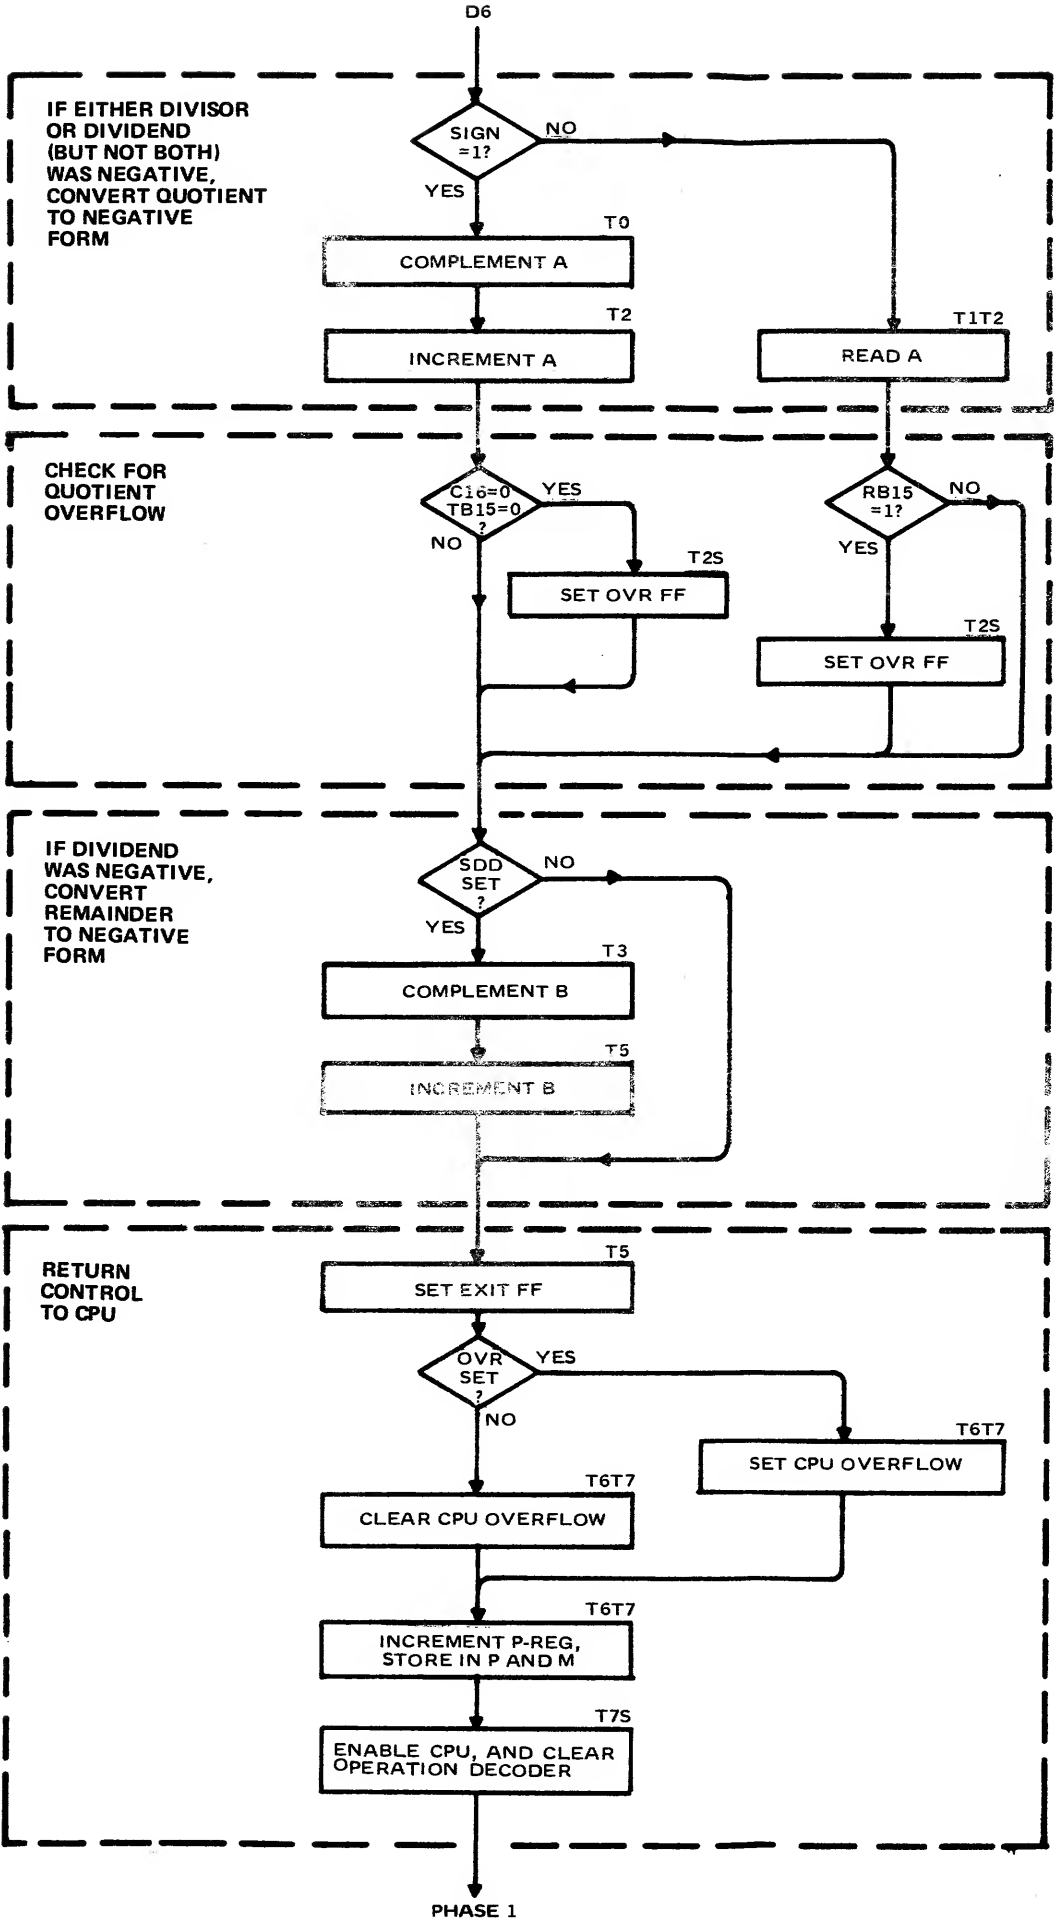 D6
IF EITHER DIVISOR
OR DIVIDEND
(BUT NOT BOTH)
WAS NEGATIVE,
CONVERT QUOTIENT
TO NEGATIVE
FORM
SIGN
=1?
NO
YES
T0
COMPLEMENT A
T2
INCREMENT A
T1T2
READ A
CHECK FOR
QUOTIENT
OVERFLOW
C16=0
TB15=0
?
YES
NO
T2S
SET OVR FF
RB15
=1?
NO
YES
T2S
SET OVR FF
IF DIVIDEND
WAS NEGATIVE,
CONVERT
REMAINDER
TO NEGATIVE
FORM
SDD
SET
?
NO
YES
T3
COMPLEMENT B
T5
INCREMENT B
RETURN
CONTROL
TO CPU
T5
SET EXIT FF
OVR
SET
?
YES
NO
T6T7
SET CPU OVERFLOW
T6T7
CLEAR CPU OVERFLOW
T6T7
INCREMENT P-REG,
STORE IN P AND M
T7S
ENABLE CPU, AND CLEAR
OPERATION DECODER
PHASE 1